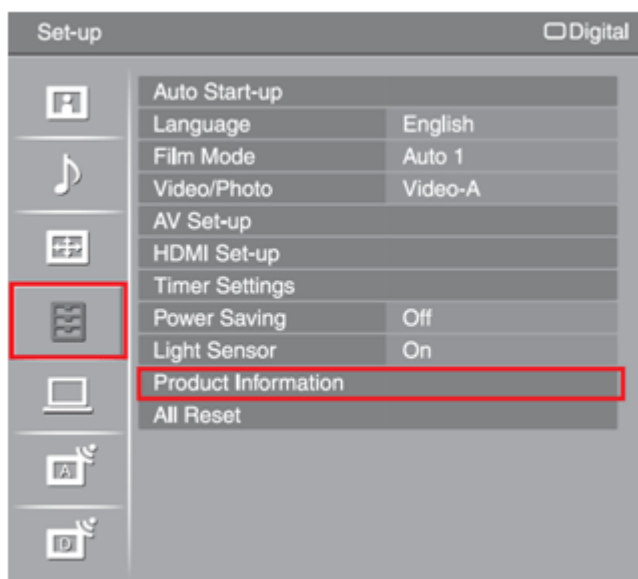 Set-up Digital
Auto Start-up
Language English
Film Mode Auto 1
Video/Photo Video-A
AV Set-up
HDMI Set-up
Timer Settings
Power Saving Off
Light Sensor On
Product Information
All Reset
A
D